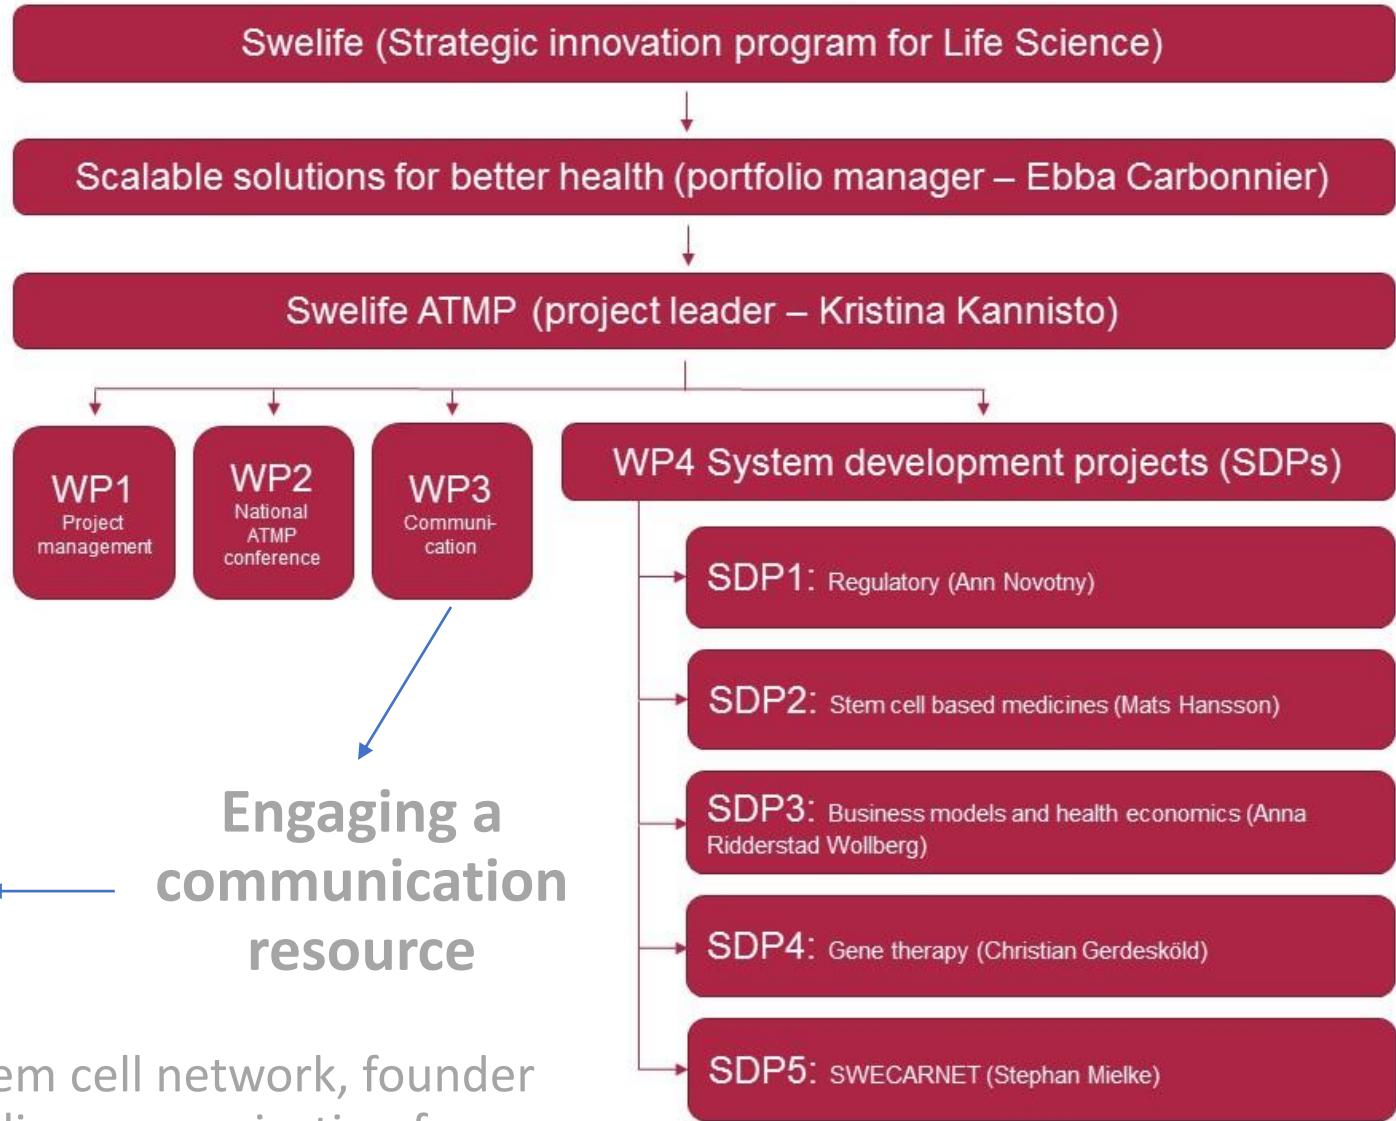 Swelife (Strategic innovation program for Life Science)
Scalable solutions for better health (portfolio manager – Ebba Carbonnier)
Swelife ATMP (project leader – Kristina Kannisto)
WP1
Project
management
WP2
National
ATMP
conference
WP3
Communi-
cation
WP4 System development projects (SDPs)
SDP1: Regulatory (Ann Novotny)
SDP2: Stem cell based medicines (Mats Hansson)
SDP3: Business models and health economics (Anna
Ridderstad Wollberg)
SDP4: Gene therapy (Christian Gerdesköld)
SDP5: SWECARNET (Stephan Mielke)
Engaging a
communication
resource
cell network, founder